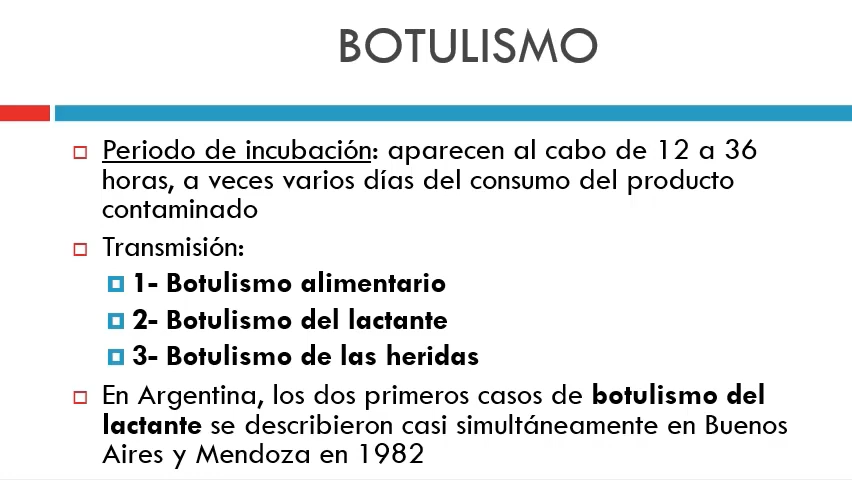 BOTULISMO
Periodo de incubación: aparecen al cabo de 12 a 36
horas, a veces varios días del consumo del producto
contaminado
Transmisión:
1- Botulismo alimentario
2- Botulismo del lactante
3- Botulismo de las heridas
En Argentina, los dos primeros casos de botulismo del
lactante se describieron casi simultáneamente en Buenos
Aires y Mendoza en 1982